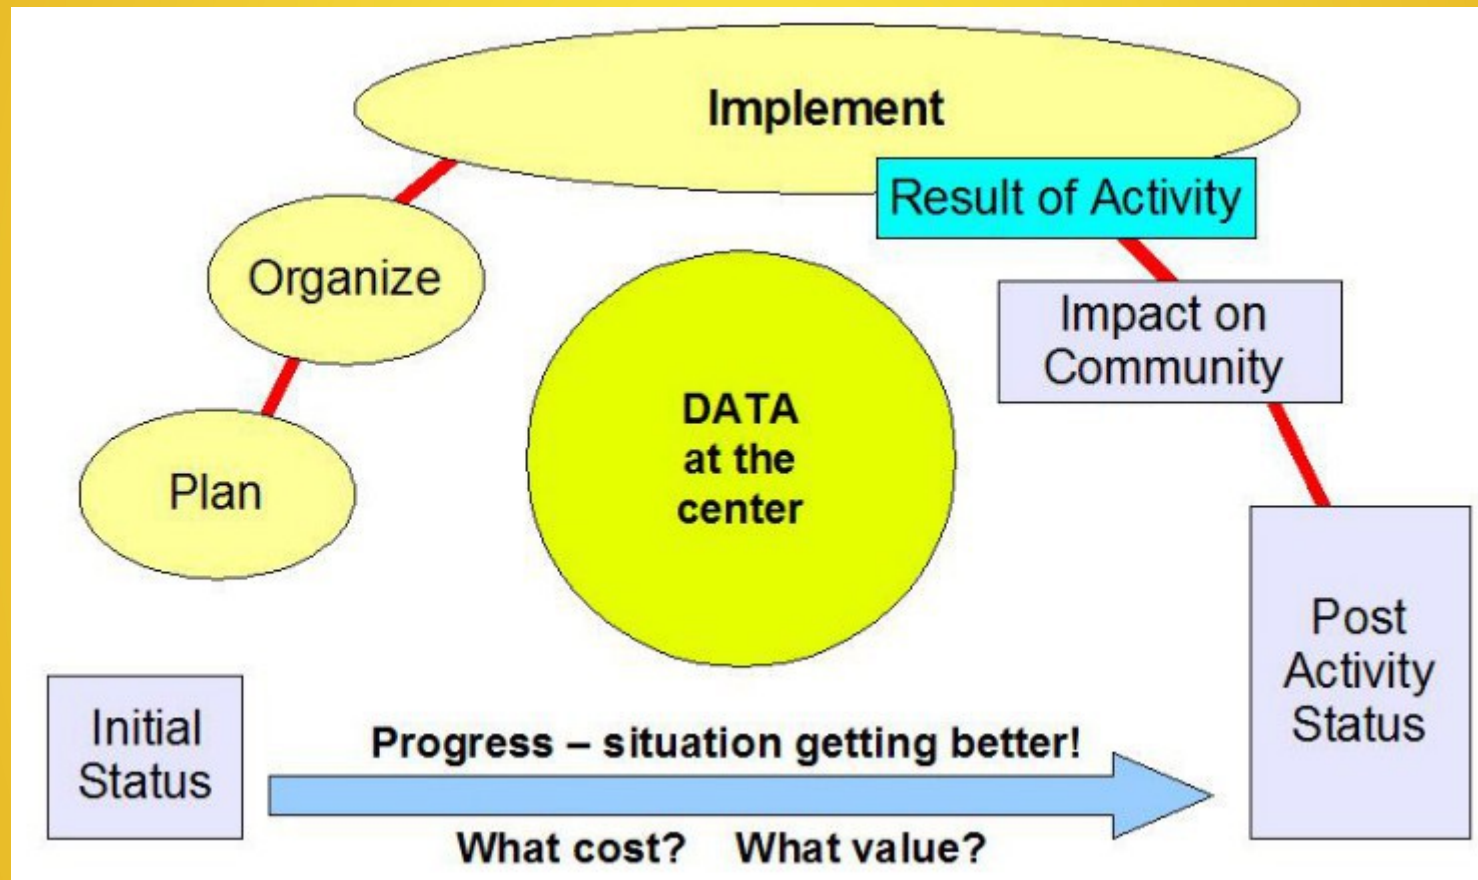 Implement
Result of Activity
Organize
Impact on
Community
DATA
at the
center
Plan
Post
Activity
Status
Initial
Status
Progress – situation getting better!
What cost? What value?